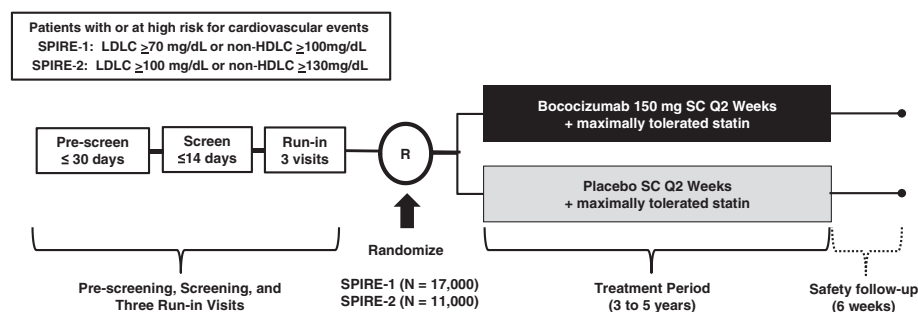 Patients with or at high risk for cardiovascular events
SPIRE-1: LDLC ≥70 mg/dL or non-HDLC ≥100mg/dL
SPIRE-2: LDLC ≥100 mg/dL or non-HDLC ≥130mg/dL
Pre-screen
≤ 30 days
Screen
≤14 days
Run-in
3 visits
R
Bococizumab 150 mg SC Q2 Weeks
+ maximally tolerated statin
Placebo SC Q2 Weeks
+ maximally tolerated statin
Randomize
SPIRE-1 (N = 17,000)
SPIRE-2 (N = 11,000)
Pre-screening, Screening, and
Three Run-in Visits
Treatment Period
(3 to 5 years)
Safety follow-up
(6 weeks)